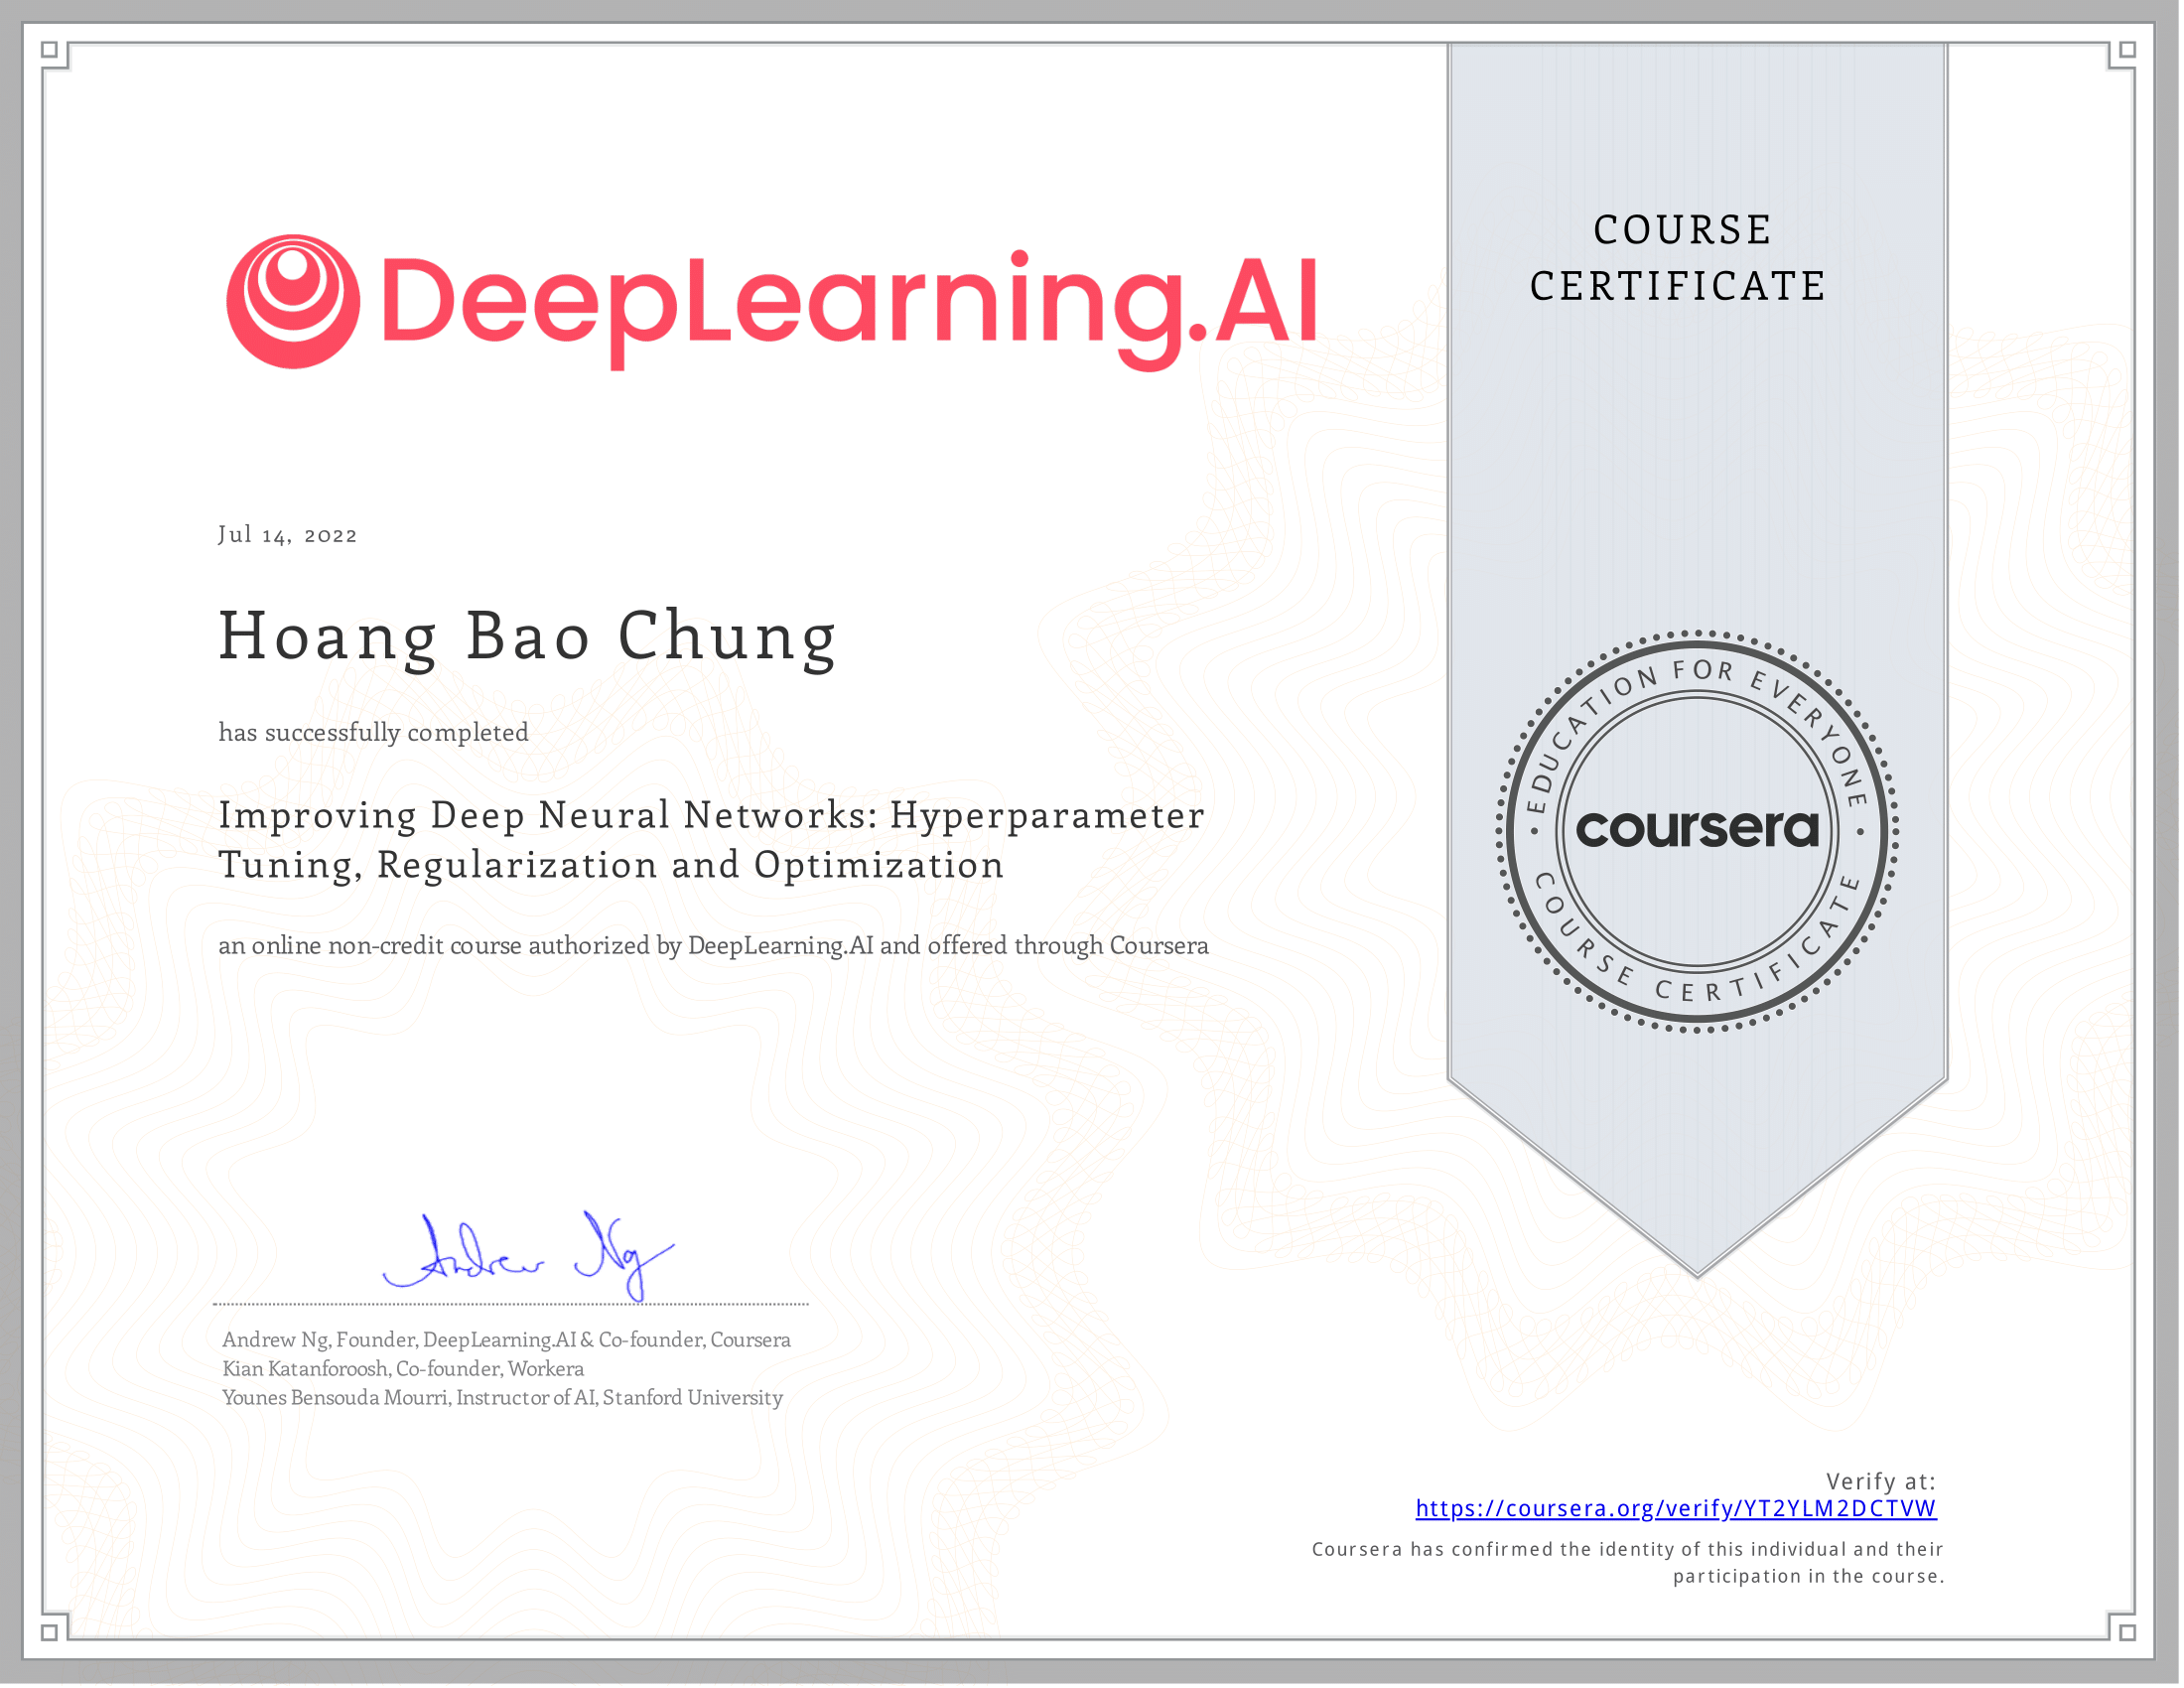 DeepLearning.AI
COURSE
CERTIFICATE
Jul 14, 2022
Hoang Bao Chung
has successfully completed
Improving Deep Neural Networks: Hyperparameter
Tuning, Regularization and Optimization
an online non-credit course authorized by DeepLearning.AI and offered through Coursera
EDUCATION FOR EVERYONE
coursera
COURSE CERTIFICATE
Andrew Ng
Andrew Ng, Founder, DeepLearning.AI & Co-founder, Coursera
Kian Katanforoosh, Co-founder, Workera
Younes Bensouda Mourri, Instructor of AI, Stanford University
Verify at:
https://coursera.org/verify/YT2YLM2DCTVW
Coursera has confirmed the identity of this individual and their
participation in the course.